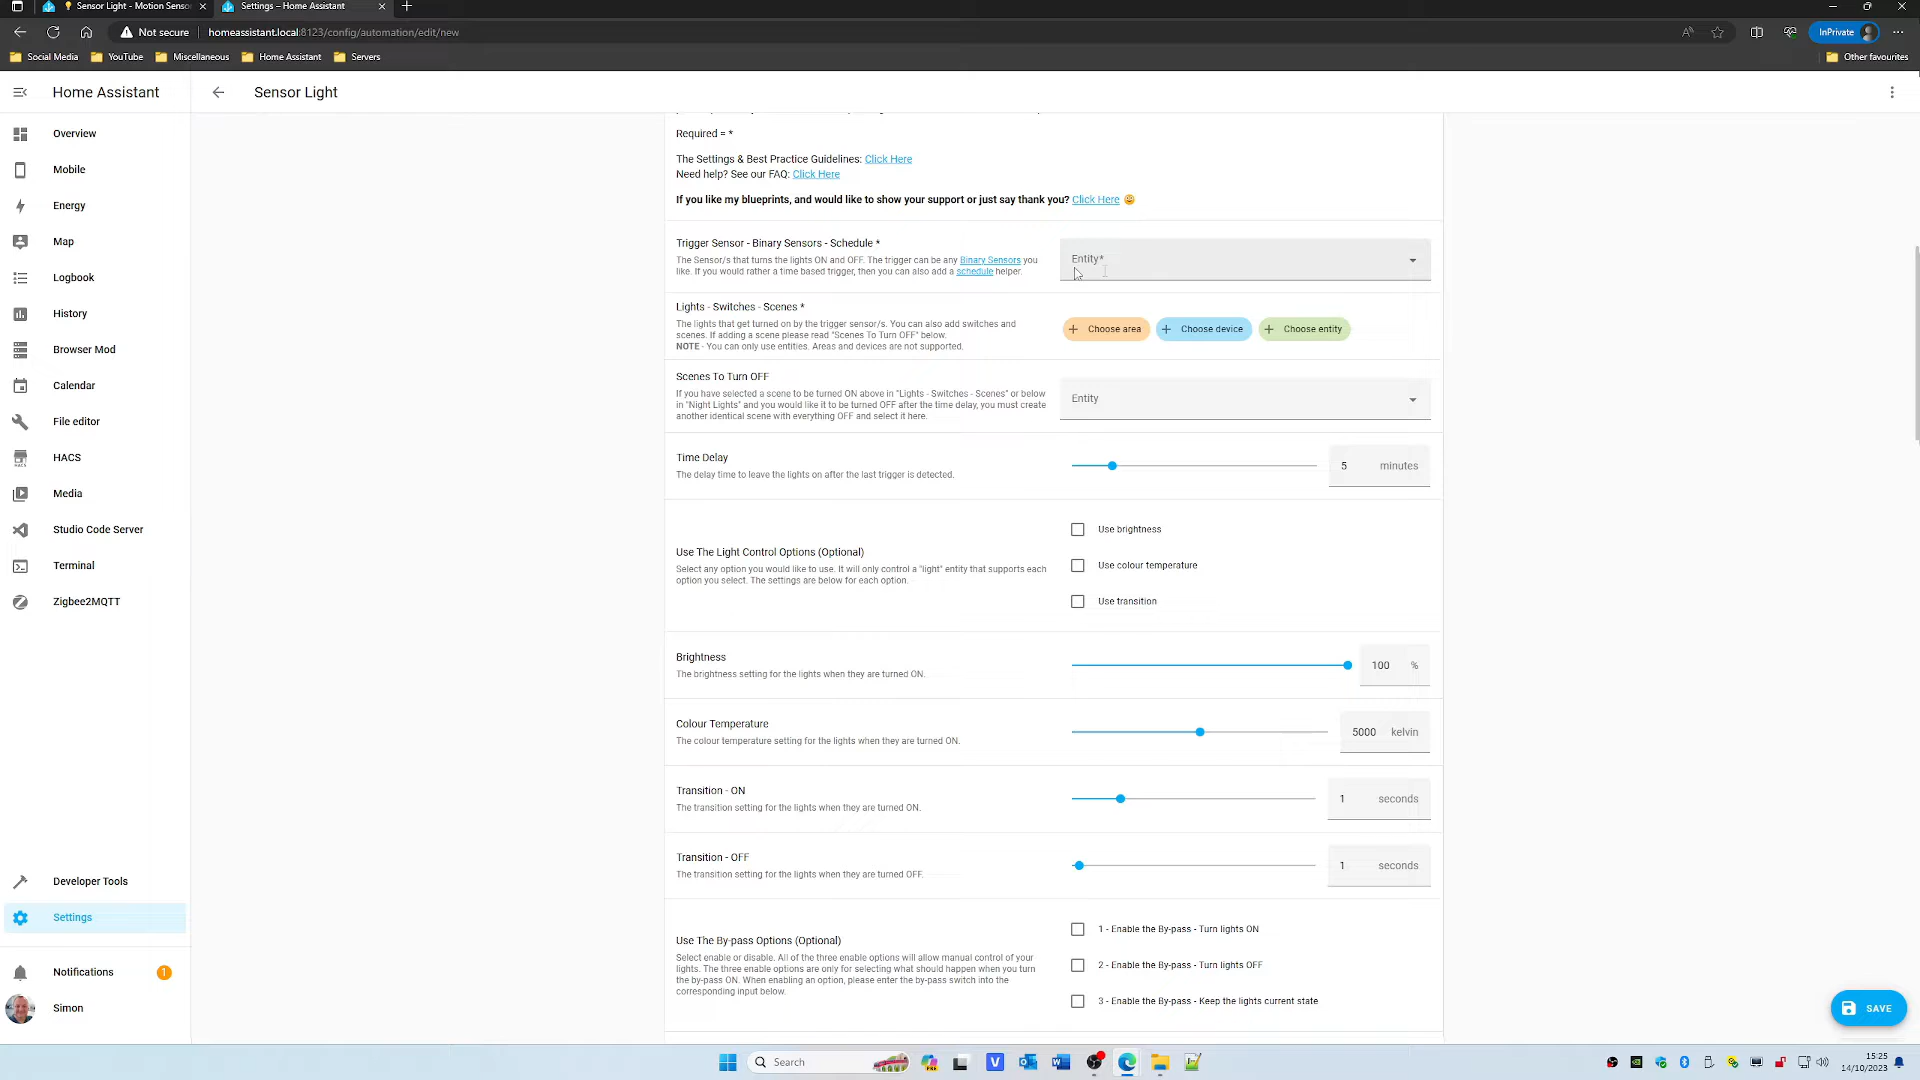 Sensor Light - Motion Senso
Settings – Home Assistant
Not secure
homeassistant.local:8123/config/automation/edit/new
InPrivate
Social Media
YouTube
Miscellaneous
Home Assistant
Servers
Other favourites
Home Assistant
Sensor Light
Overview
Mobile
Energy
Map
Logbook
History
Browser Mod
Calendar
File editor
HACS
Media
Studio Code Server
Terminal
Zigbee2MQTT
Developer Tools
Settings
Notifications
1
Simon
Required = *
The Settings & Best Practice Guidelines: Click Here
Need help? See our FAQ: Click Here
If you like my blueprints, and would like to show your support or just say thank you? Click Here 😀
Trigger Sensor - Binary Sensors - Schedule *
The Sensor/s that turns the lights ON and OFF. The trigger can be any Binary Sensors you
like. If you would rather a time based trigger, then you can also add a schedule helper.
Entity*
Lights - Switches - Scenes *
The lights that get turned on by the trigger sensor/s. You can also add switches and
scenes. If adding a scene please read "Scenes To Turn OFF" below.
NOTE - You can only use entities. Areas and devices are not supported.
Choose area
Choose device
Choose entity
Scenes To Turn OFF
If you have selected a scene to be turned ON above in "Lights - Switches - Scenes" or below
in "Night Lights" and you would like it to be turned OFF after the time delay, you must create
another identical scene with everything OFF and select it here.
Entity
Time Delay
The delay time to leave the lights on after the last trigger is detected.
5 minutes
Use The Light Control Options (Optional)
Select any option you would like to use. It will only control a "light" entity that supports each
option you select. The settings are below for each option.
Use brightness
Use colour temperature
Use transition
Brightness
The brightness setting for the lights when they are turned ON.
100 %
Colour Temperature
The colour temperature setting for the lights when they are turned ON.
5000 kelvin
Transition - ON
The transition setting for the lights when they are turned ON.
1 seconds
Transition - OFF
The transition setting for the lights when they are turned OFF.
1 seconds
Use The By-pass Options (Optional)
Select enable or disable. All of the three enable options will allow manual control of your
lights. The three enable options are only for selecting what should happen when you turn
the by-pass ON. When enabling an option, please enter the by-pass switch into the
corresponding input below.
1 - Enable the By-pass - Turn lights ON
2 - Enable the By-pass - Turn lights OFF
3 - Enable the By-pass - Keep the lights current state
SAVE
Search
15:25
14/10/2023